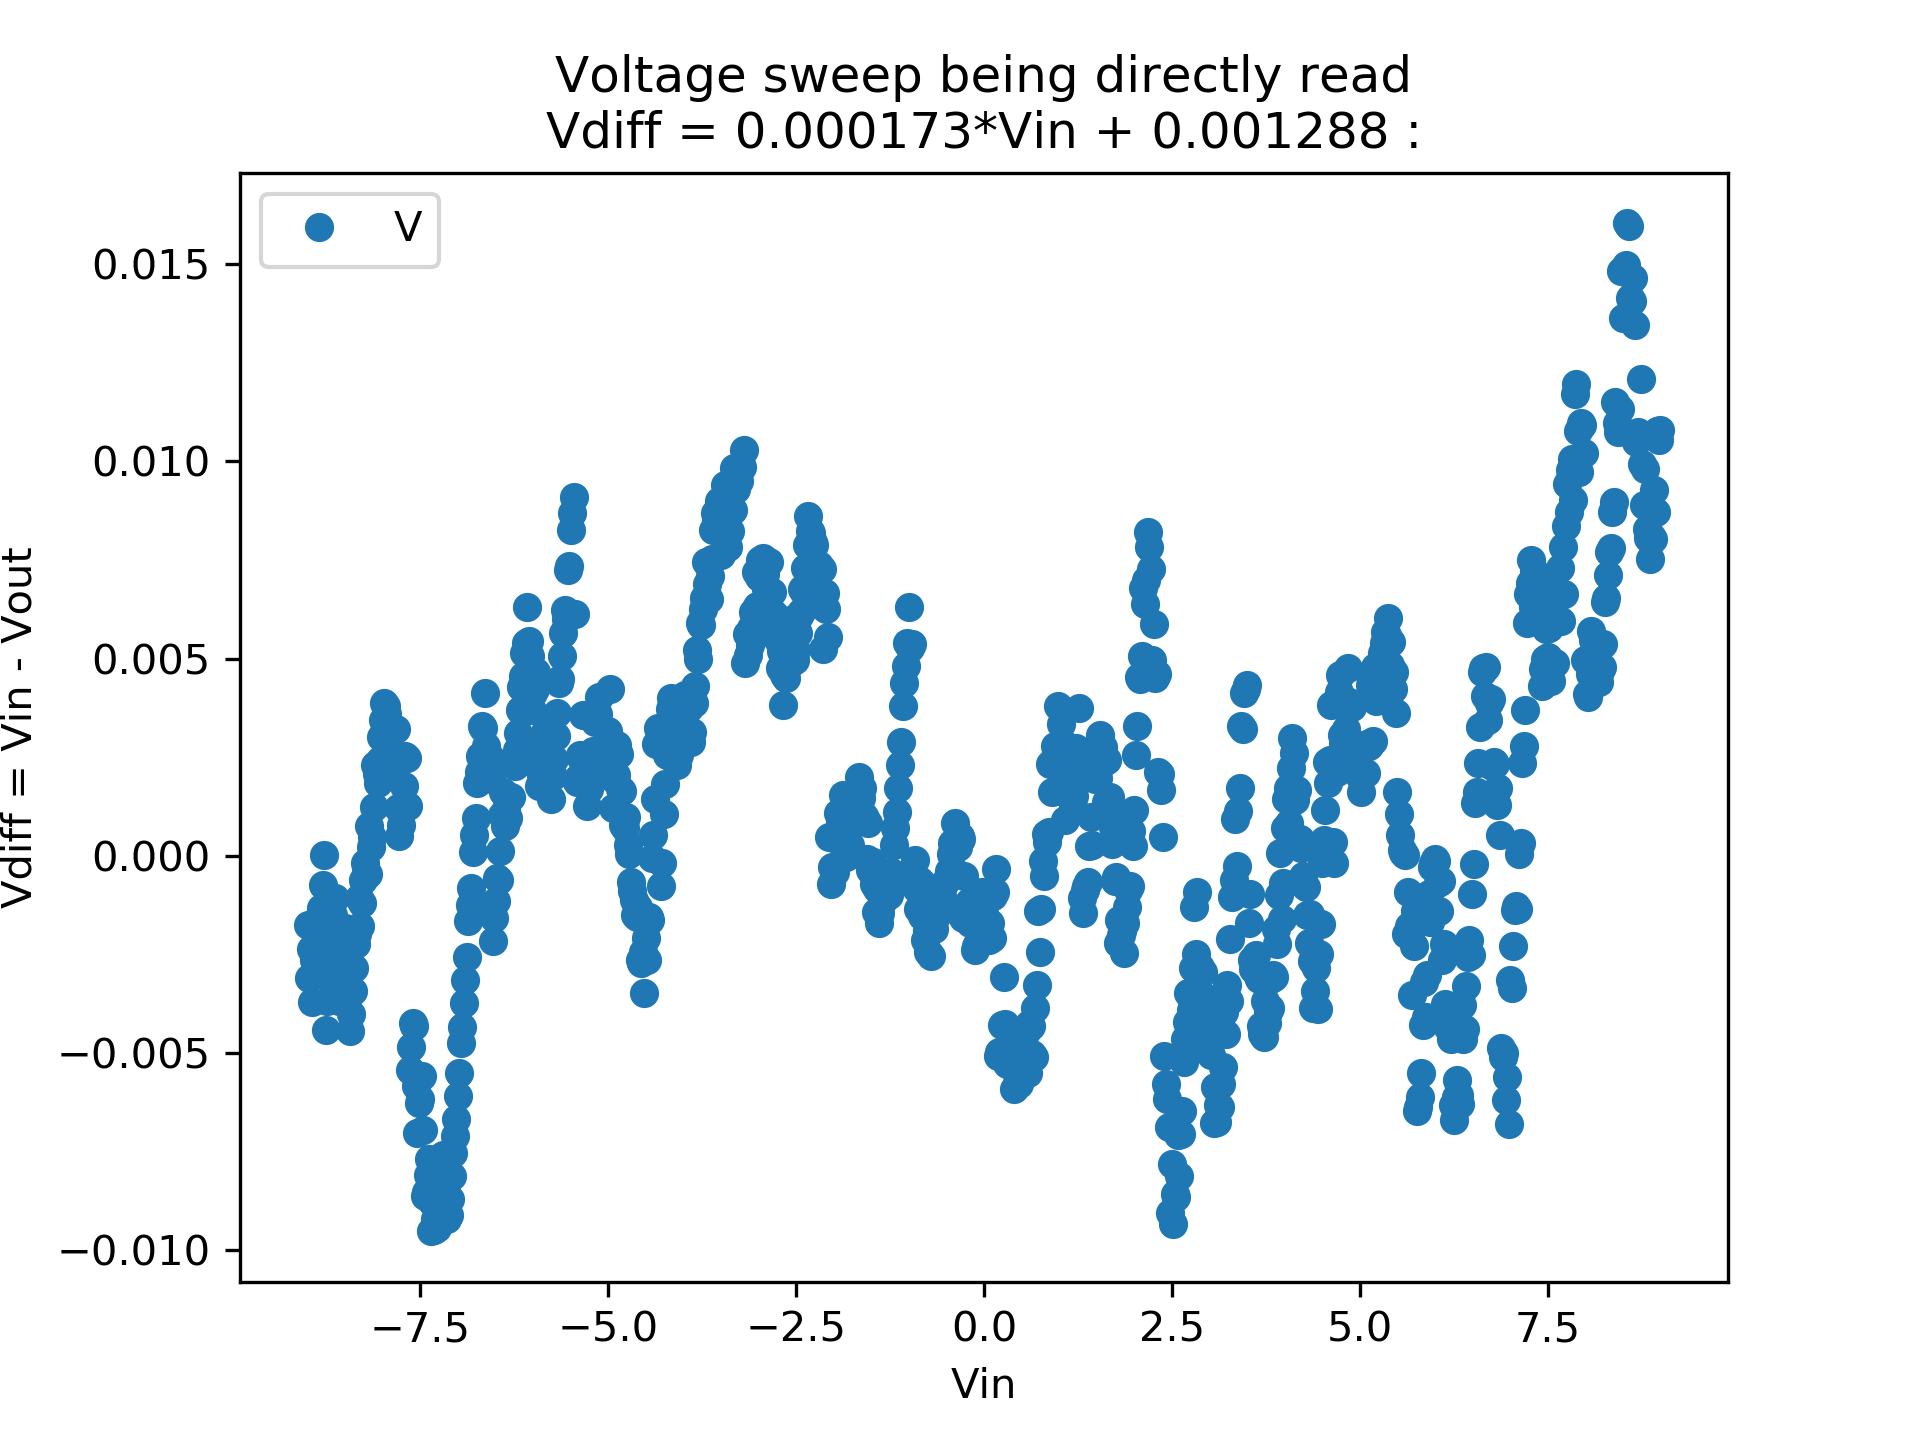 Voltage sweep being directly read
Vdiff = 0.000173*Vin + 0.001288 :
V
0.015
0.010
0.005
0.000
−0.005
−0.010
Vdiff = Vin - Vout
−7.5
−5.0
−2.5
0.0
2.5
5.0
7.5
Vin